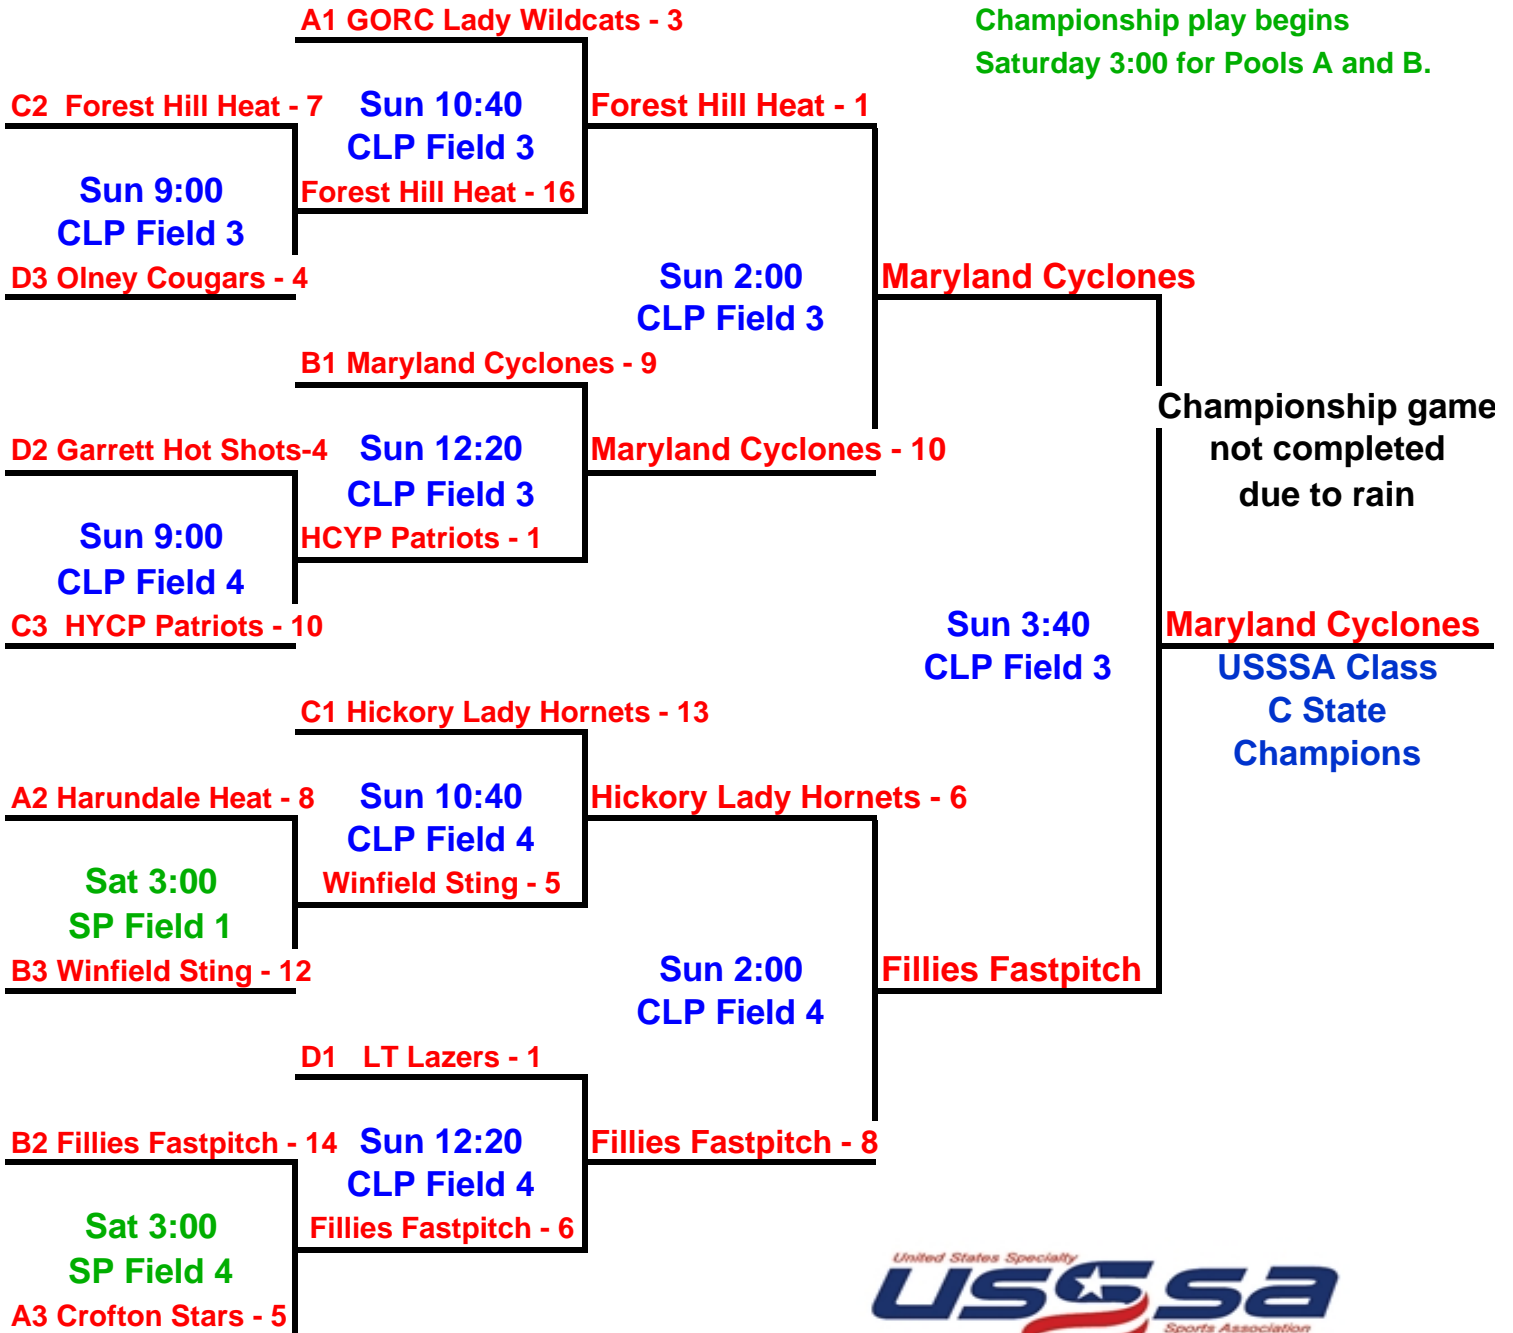 A1 GORC Lady Wildcats - 3
Championship play begins
Saturday 3:00 for Pools A and B.
C2  Forest Hill Heat - 7
Sun 10:40
CLP Field 3
Forest Hill Heat - 1
Sun 9:00
CLP Field 3
Forest Hill Heat - 16
D3 Olney Cougars - 4
Sun 2:00
CLP Field 3
Maryland Cyclones
B1 Maryland Cyclones - 9
Championship game
not completed
due to rain
D2 Garrett Hot Shots-4
Sun 12:20
CLP Field 3
Maryland Cyclones - 10
Sun 9:00
CLP Field 4
HCYP Patriots - 1
C3  HYCP Patriots - 10
Sun 3:40
CLP Field 3
Maryland Cyclones
USSSA Class
C State
Champions
C1 Hickory Lady Hornets - 13
A2 Harundale Heat - 8
Sun 10:40
CLP Field 4
Hickory Lady Hornets - 6
Sat 3:00
SP Field 1
Winfield Sting - 5
B3 Winfield Sting - 12
Sun 2:00
CLP Field 4
Fillies Fastpitch
D1   LT Lazers - 1
B2 Fillies Fastpitch - 14
Sun 12:20
CLP Field 4
Fillies Fastpitch - 8
Sat 3:00
SP Field 4
Fillies Fastpitch - 6
A3 Crofton Stars - 5
United States Specialty
usssa
Sports Association